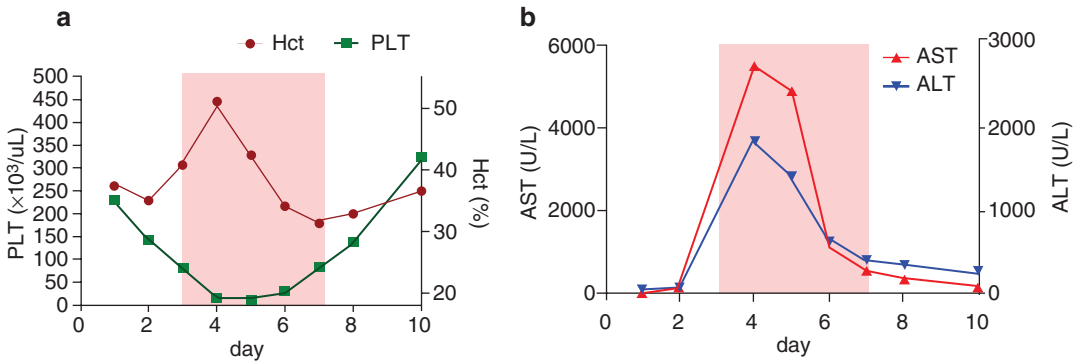 a
Hct PLT
500
450
400
350
300
250
200
150
100
50
0
PLT (×10³/uL)
50
40
30
20
Hct (%)
0 2 4 6 8 10
day
b
AST
ALT
6000
4000
2000
0
AST (U/L)
3000
2000
1000
0
ALT (U/L)
0 2 4 6 8 10
day